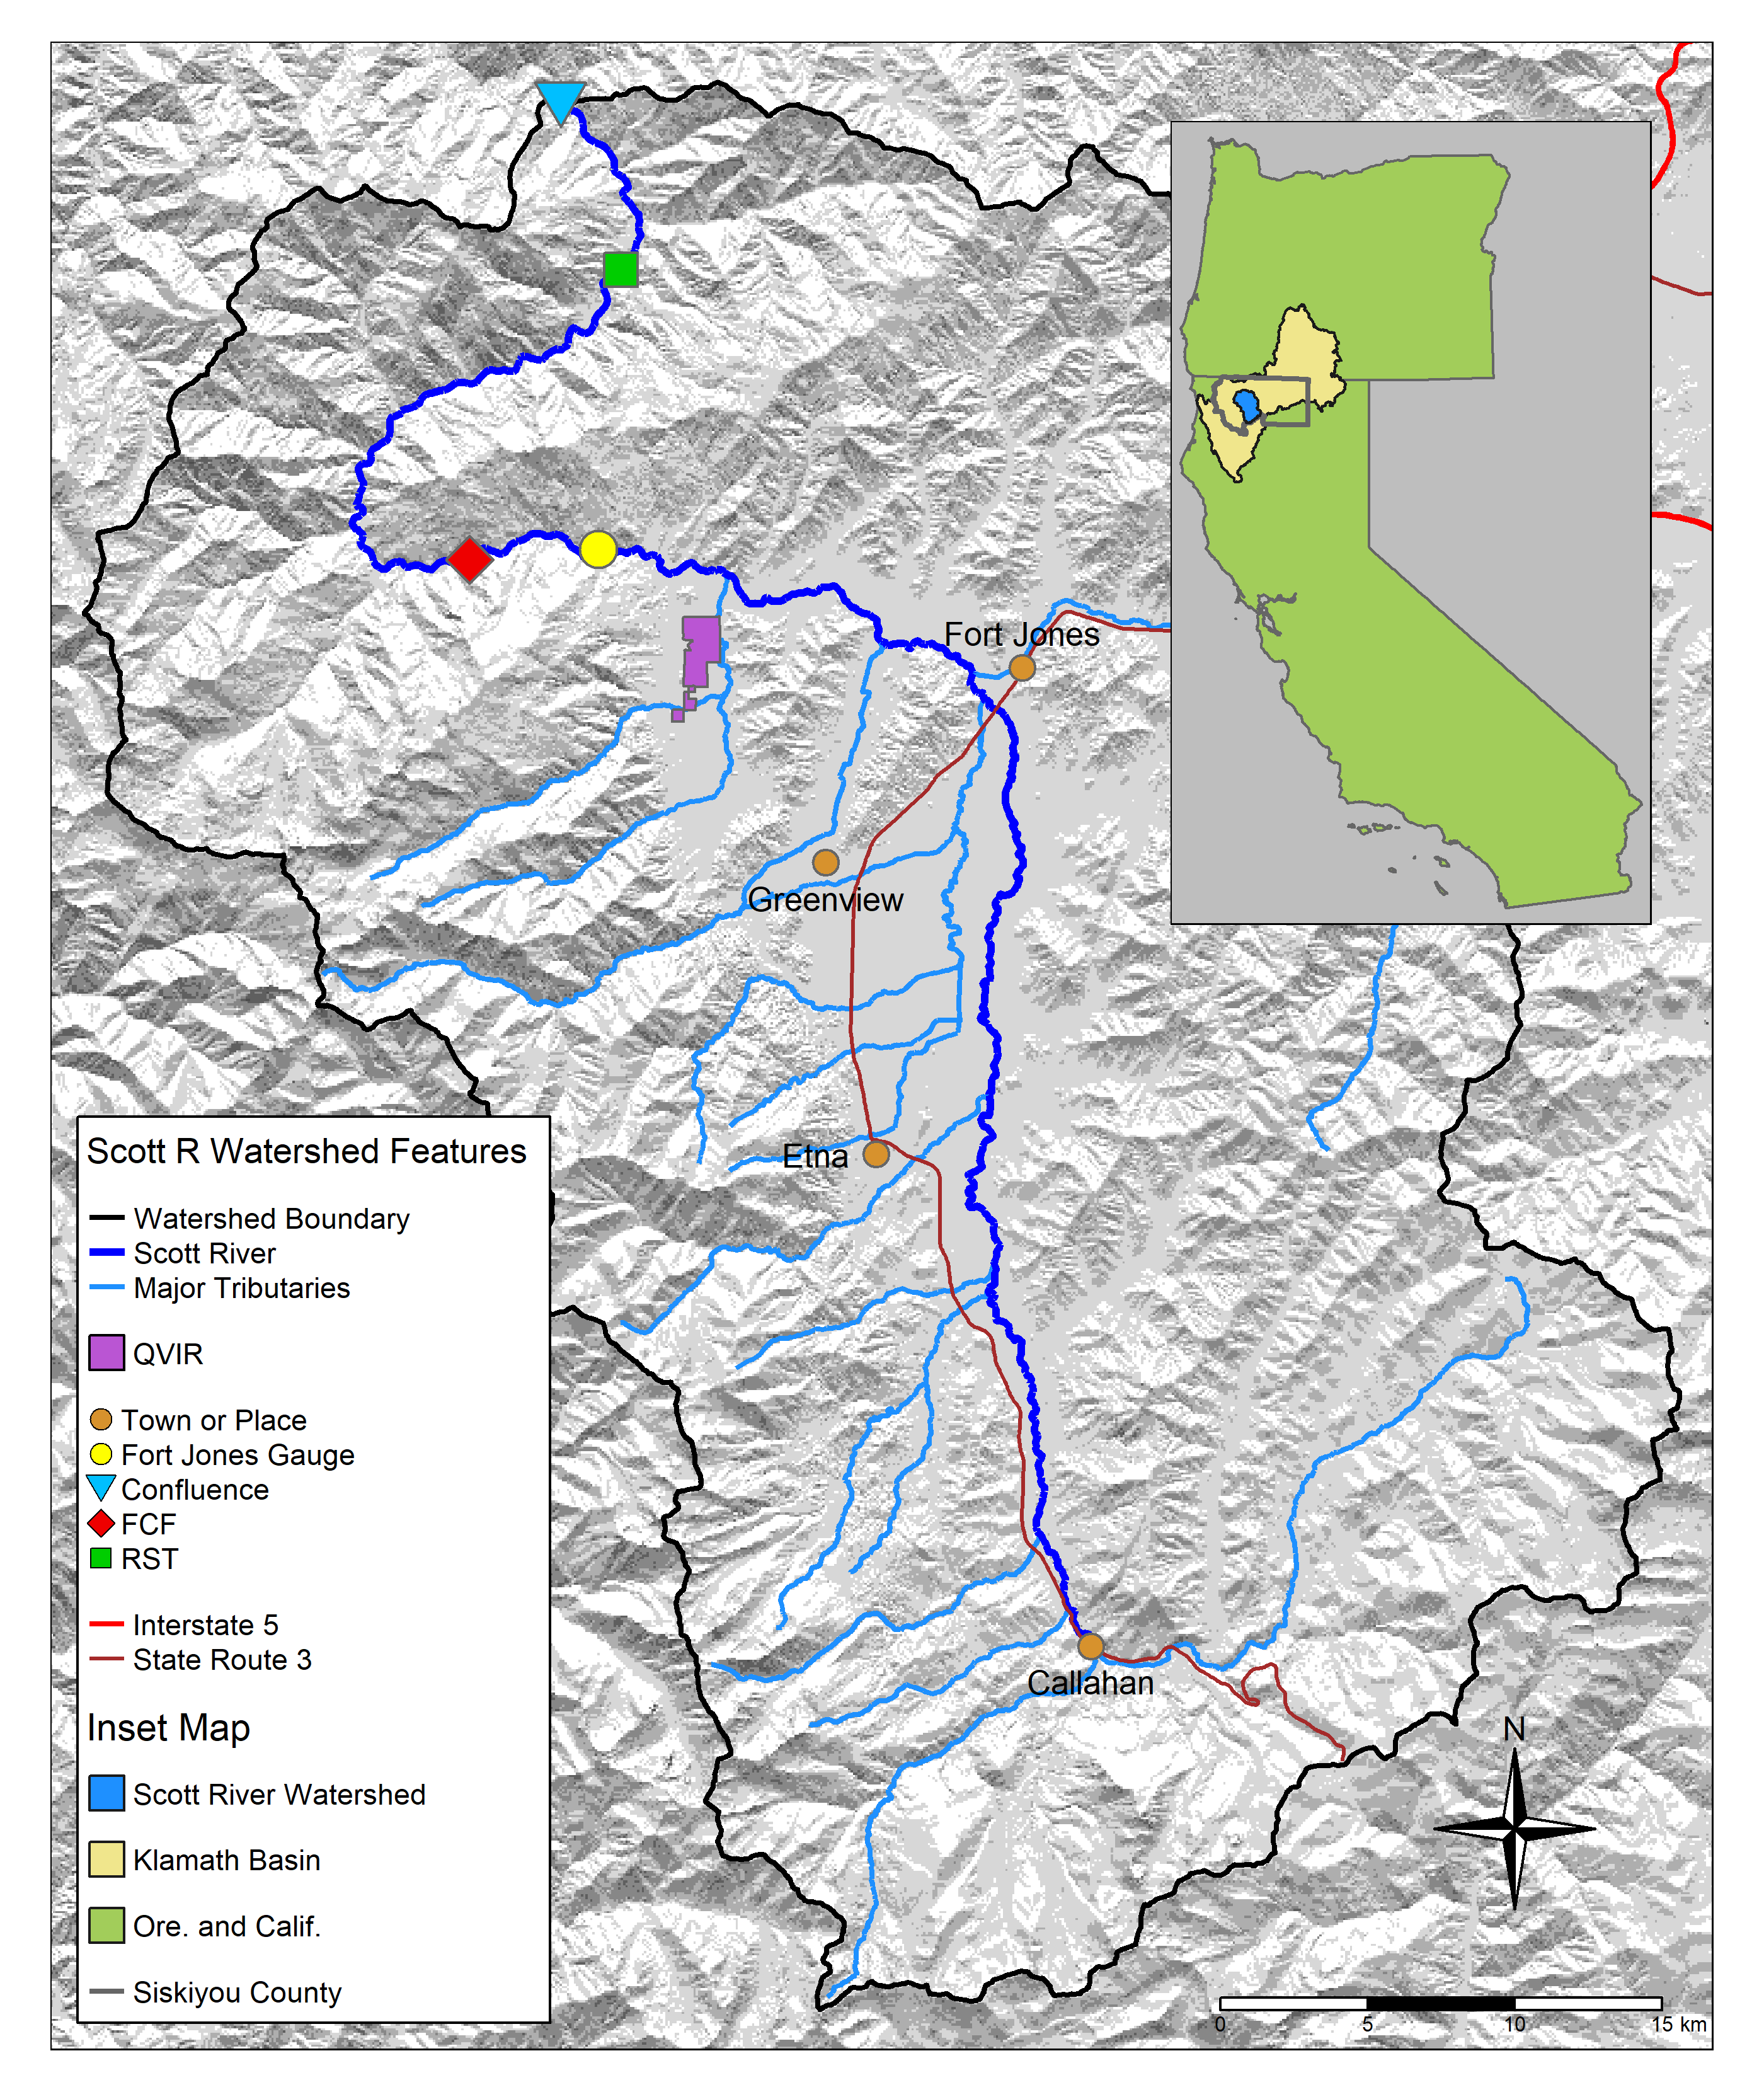 Fort Jones
Greenview
Etna
Callahan
Scott R Watershed Features
Watershed Boundary
Scott River
Major Tributaries
QVIR
Town or Place
Fort Jones Gauge
Confluence
FCF
RST
Interstate 5
State Route 3
Inset Map
Scott River Watershed
Klamath Basin
Ore. and Calif.
Siskiyou County
N
0 5 10 15 km